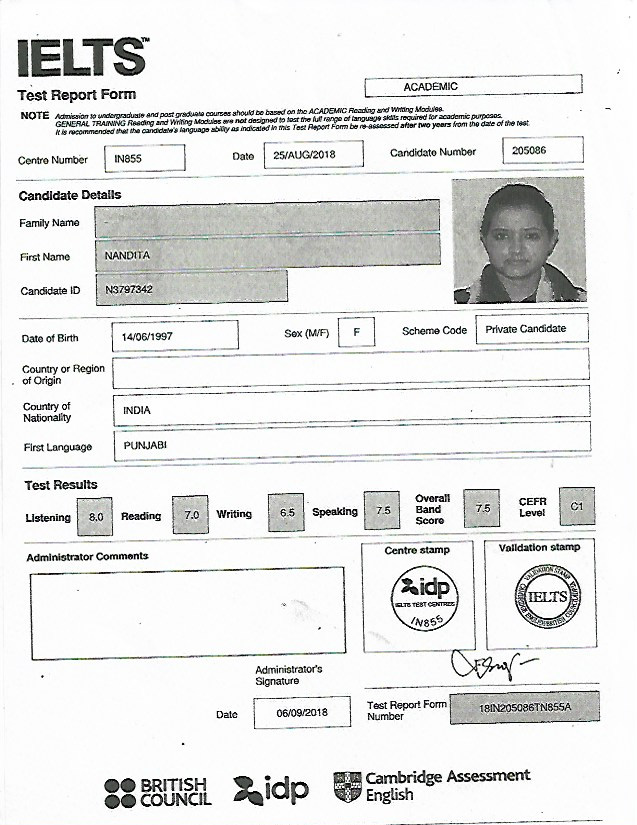 IELTS™
Test Report Form
ACADEMIC
NOTE Admission to undergraduate and post graduate courses should be based on the ACADEMIC Reading and Writing Modules.
GENERAL TRAINING Reading and Writing Modules are not designed to test the full range of language skills required for academic purposes.
It is recommended that the candidate's language ability as indicated in this Test Report Form be re-assessed after two years from the date of the test.
Centre Number IN855 Date 25/AUG/2018 Candidate Number 205086
Candidate Details
Family Name -
First Name NANDITA
Candidate ID N3797342
Date of Birth 14/06/1997 Sex (M/F) F Scheme Code Private Candidate
Country or Region
of Origin
Country of
Nationality INDIA
First Language PUNJABI
Test Results
Listening 8.0 Reading 7.0 Writing 6.5 Speaking 7.5 Overall Band Score 7.5 CEFR Level C1
Administrator Comments
Centre stamp
idp
IELTS TEST CENTRES
IN855
Validation stamp
VALIDATION STAMP
IELTS
Administrator's
Signature
Date 06/09/2018
Test Report Form
Number 18IN205086TN855A
BRITISH
COUNCIL
idp
Cambridge Assessment
English